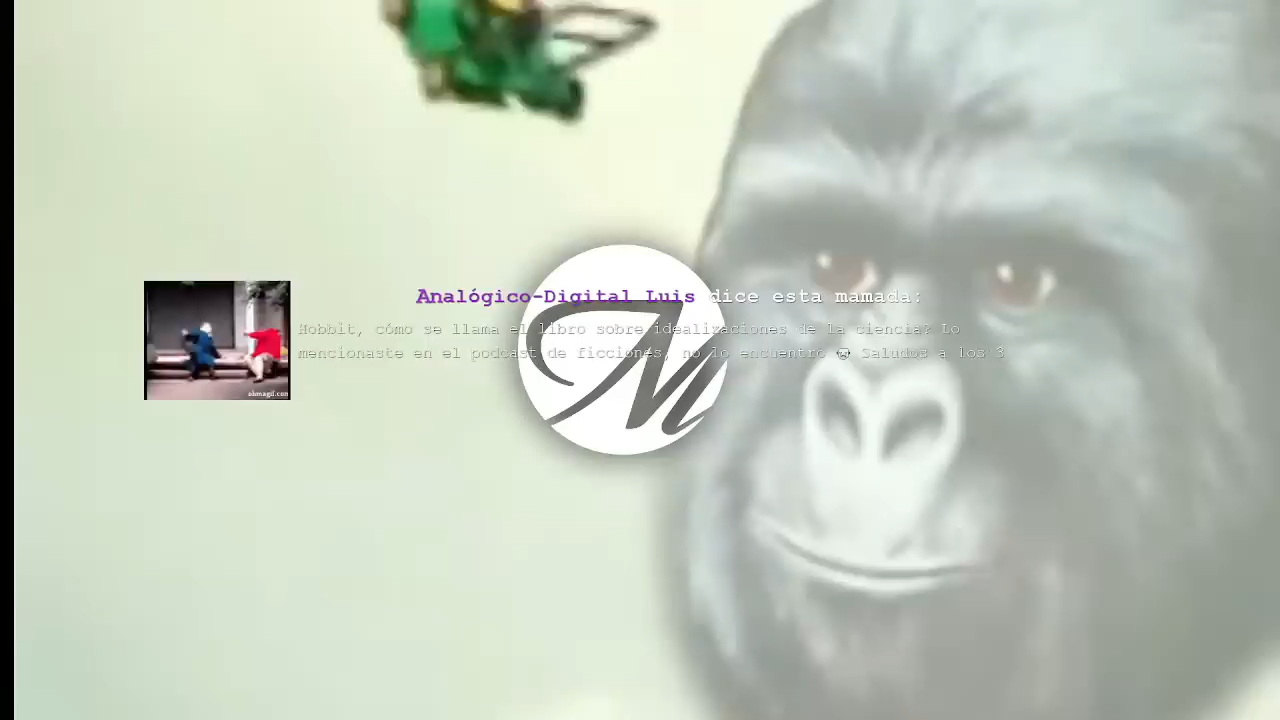 Analógico-Digital Luis dice esta mamada:
Hobbit, cómo se llama el libro sobre idealizaciones de la ciencia? Lo
mencionaste en el podcast de ficciones, no lo encuentro 💀 Saludos a los 3
M